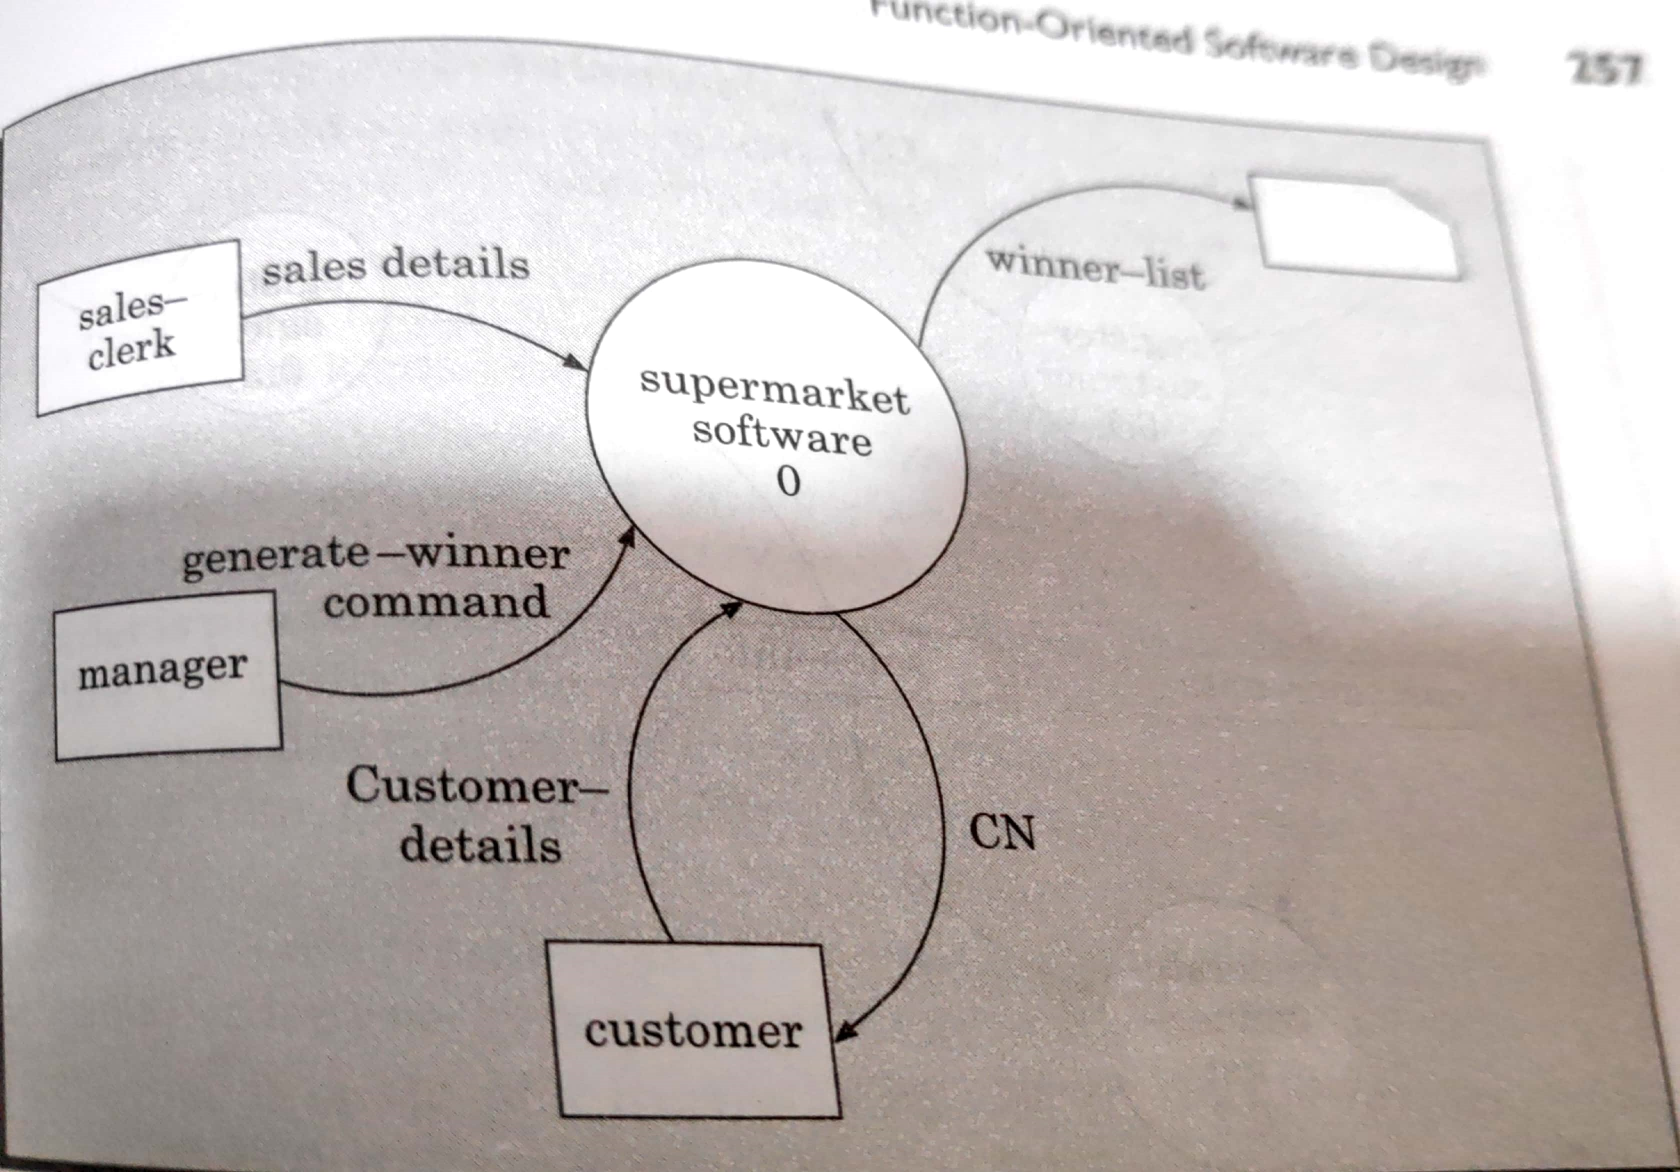 Function-Oriented Software Design 257
sales details
sales–
clerk
winner–list
supermarket
software
0
generate–winner
command
manager
Customer–
details
CN
customer